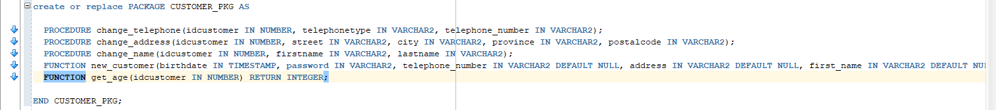 create or replace PACKAGE CUSTOMER_PKG AS
PROCEDURE change_telephone(idcustomer IN NUMBER, telephonetype IN VARCHAR2, telephone_number IN VARCHAR2);
PROCEDURE change_address(idcustomer IN NUMBER, street IN VARCHAR2, city IN VARCHAR2, province IN VARCHAR2, postalcode IN VARCHAR2);
PROCEDURE change_name(idcustomer IN NUMBER, firstname IN VARCHAR2, lastname IN VARCHAR2);
FUNCTION new_customer(birthdate IN TIMESTAMP, password IN VARCHAR2, telephone_number IN VARCHAR2 DEFAULT NULL, address IN VARCHAR2 DEFAULT NULL, first_name IN VARCHAR2 DEFAULT
FUNCTION get_age(idcustomer IN NUMBER) RETURN INTEGER;
END CUSTOMER_PKG;